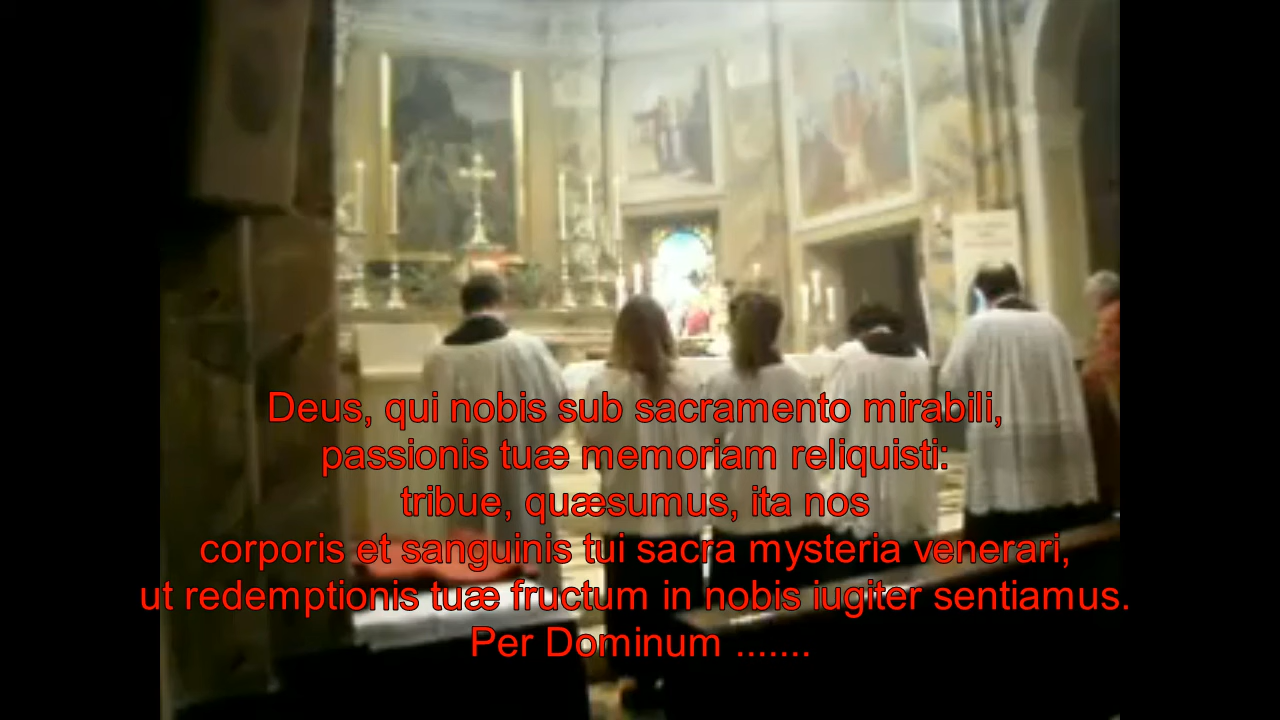 Deus, qui nobis sub sacramento mirabili,
passionis tuæ memoriam reliquisti:
tribue, quæsumus, ita nos
corporis et sanguinis tui sacra mysteria venerari,
ut redemptionis tuæ fructum in nobis iugiter sentiamus.
Per Dominum .......